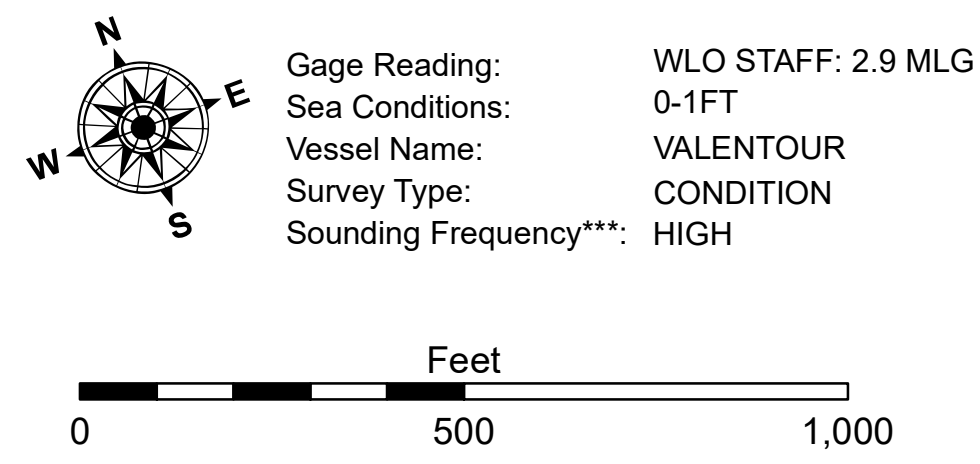 N
E
W
S
Gage Reading: WLO STAFF: 2.9 MLG
Sea Conditions: 0-1FT
Vessel Name: VALENTOUR
Survey Type: CONDITION
Sounding Frequency***: HIGH
Feet
0 500 1,000